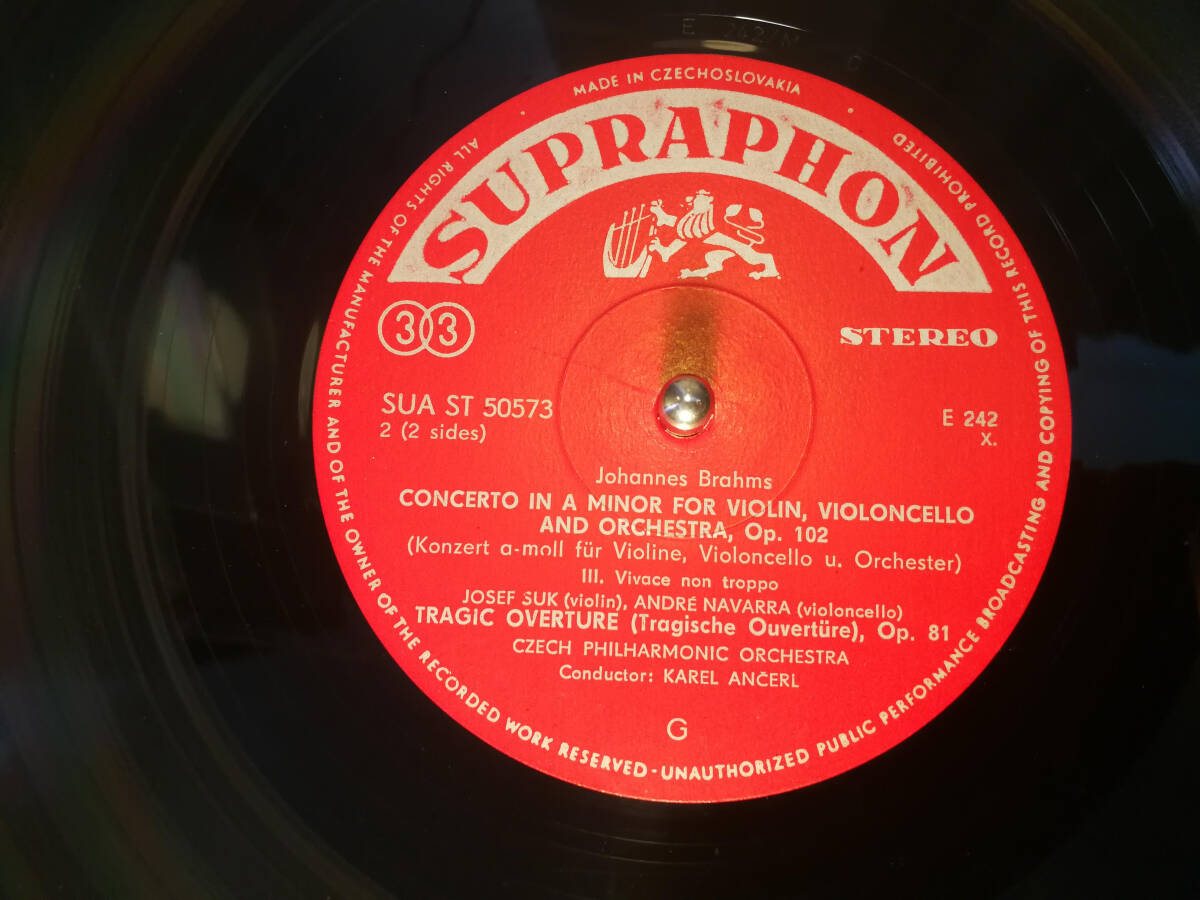 MADE IN CZECHOSLOVAKIA
SUPRAPHON
33
STEREO
SUA ST 50573
2 (2 sides)
E 242
X.
Johannes Brahms
CONCERTO IN A MINOR FOR VIOLIN, VIOLONCELLO
AND ORCHESTRA, Op. 102
(Konzert a-moll für Violine, Violoncello u. Orchester)
III. Vivace non troppo
JOSEF SUK (violin), ANDRÉ NAVARRA (violoncello)
TRAGIC OVERTURE (Tragische Ouvertüre), Op. 81
CZECH PHILHARMONIC ORCHESTRA
Conductor: KAREL ANČERL
G
ALL RIGHTS OF THE MANUFACTURER AND OF THE OWNER OF THE RECORDED WORK RESERVED - UNAUTHORIZED PUBLIC PERFORMANCE BROADCASTING AND COPYING OF THIS RECORD PROHIBITED